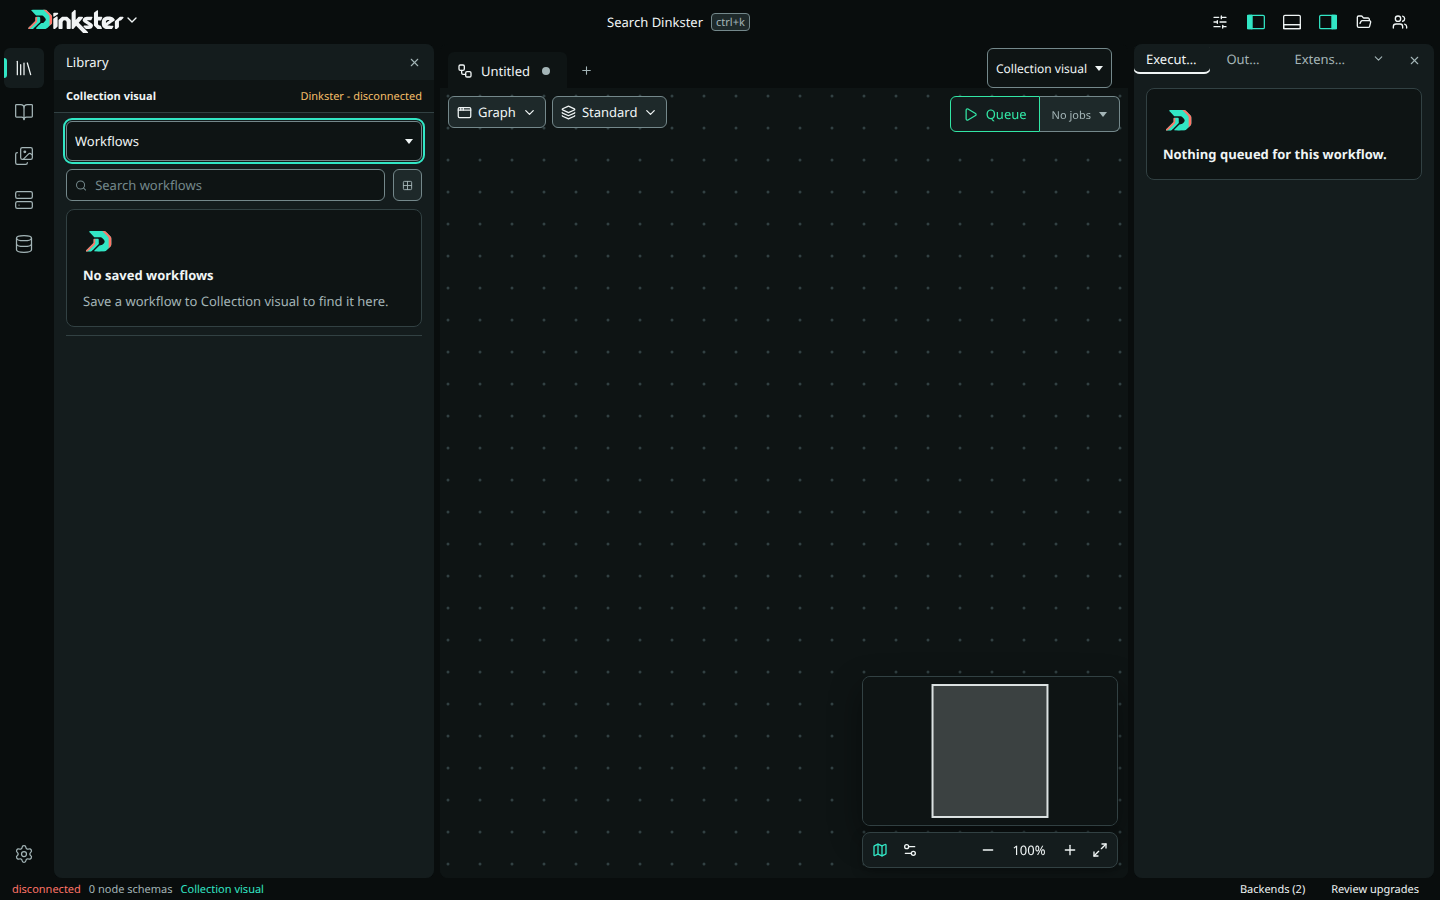 Dinkster
Search Dinkster ctrl+k
Library
Collection visual
Dinkster - disconnected
Workflows
Search workflows
No saved workflows
Save a workflow to Collection visual to find it here.
Untitled
Collection visual
Graph
Standard
Queue
No jobs
Execut...
Out...
Extens...
Nothing queued for this workflow.
100%
disconnected
0 node schemas
Collection visual
Backends (2)
Review upgrades